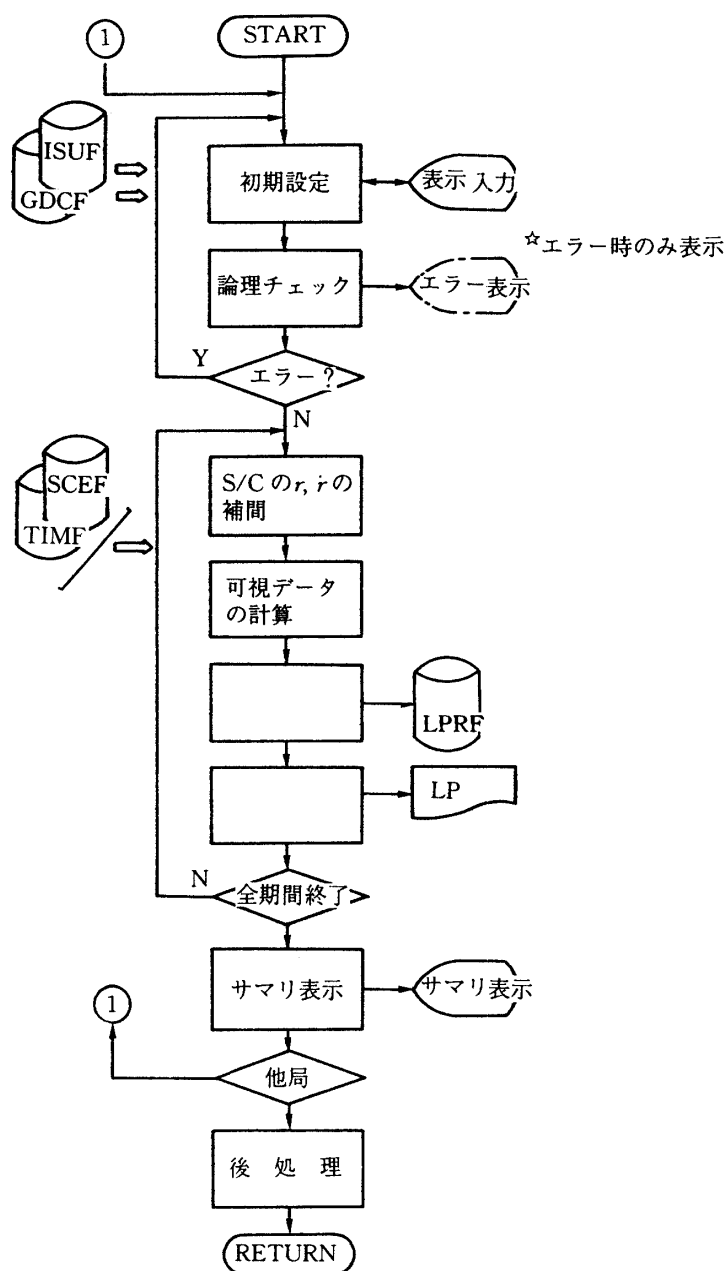 START
1
ISUF
GDCF
初期設定
表示 入力
☆エラー時のみ表示
論理チェック
エラー表示
Y
エラー?
N
SCEF
TIMF
S/C のr, ṙの
補間
可視データ
の計算
LPRF
LP
N
全期間終了
サマリ表示
サマリ表示
1
他局
後 処 理
RETURN